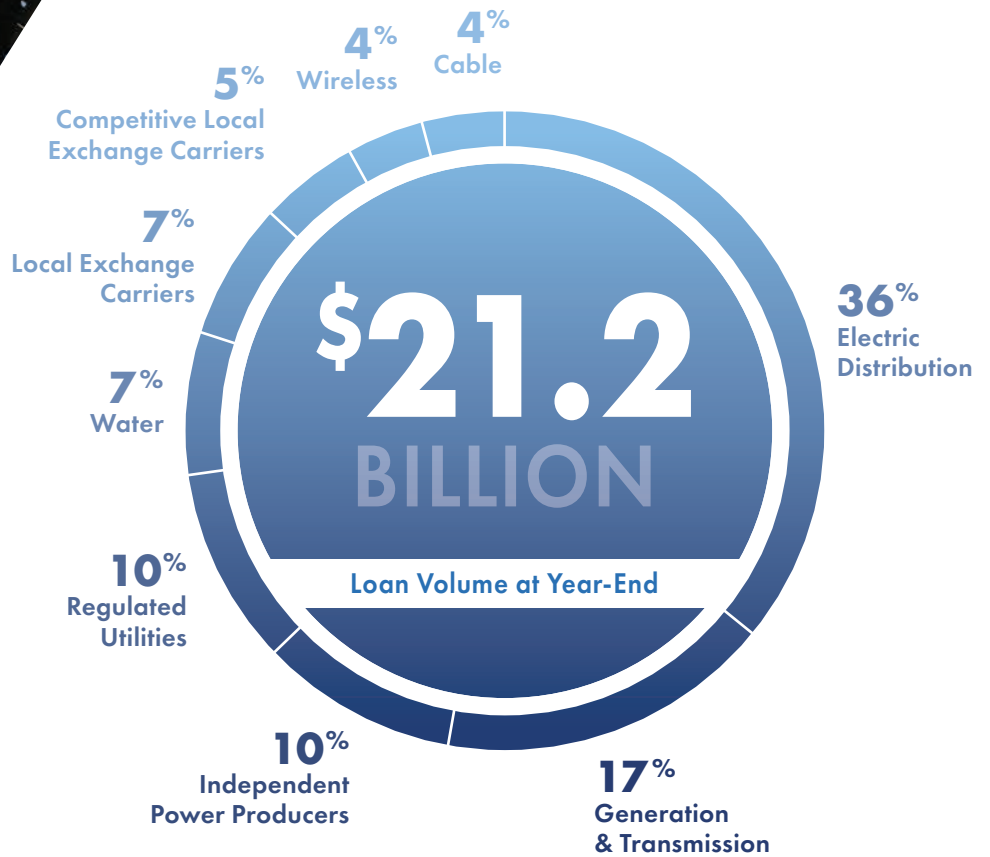 4%
Cable
4%
Wireless
5%
Competitive Local
Exchange Carriers
7%
Local Exchange
Carriers
7%
Water
10%
Regulated
Utilities
10%
Independent
Power Producers
17%
Generation
& Transmission
36%
Electric
Distribution
$21.2
BILLION
Loan Volume at Year-End